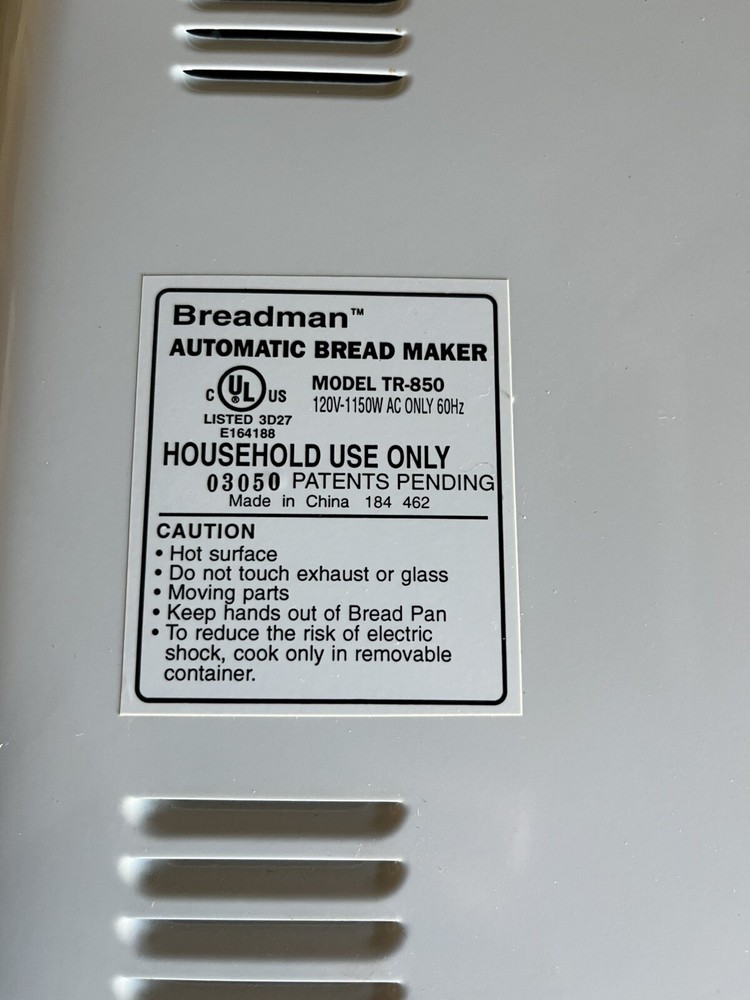 Breadman™
AUTOMATIC BREAD MAKER
C UL® US
MODEL TR-850
120V-1150W AC ONLY 60Hz
LISTED 3D27
E164188
HOUSEHOLD USE ONLY
03050 PATENTS PENDING
Made in China 184 462
CAUTION
• Hot surface
• Do not touch exhaust or glass
• Moving parts
• Keep hands out of Bread Pan
• To reduce the risk of electric
shock, cook only in removable
container.